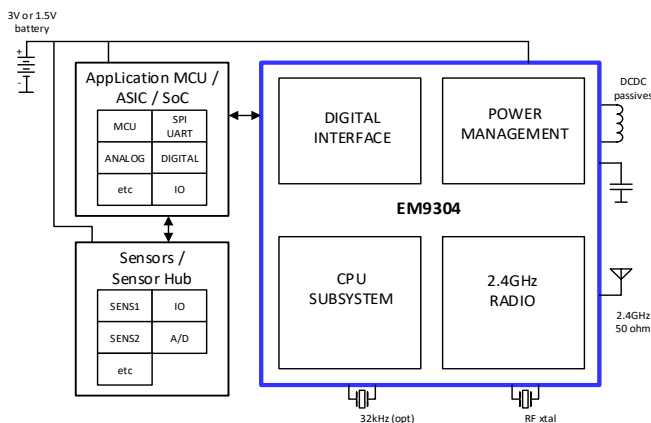 3V or 1.5V
battery
+
-
AppLication MCU /
ASIC / SoC
MCU
SPI
UART
ANALOG
DIGITAL
etc
IO
Sensors /
Sensor Hub
SENS1
IO
SENS2
A/D
etc
DIGITAL
INTERFACE
POWER
MANAGEMENT
EM9304
CPU
SUBSYSTEM
2.4GHz
RADIO
DCDC
passives
2.4GHz
50 ohm
32kHz (opt)
RF xtal